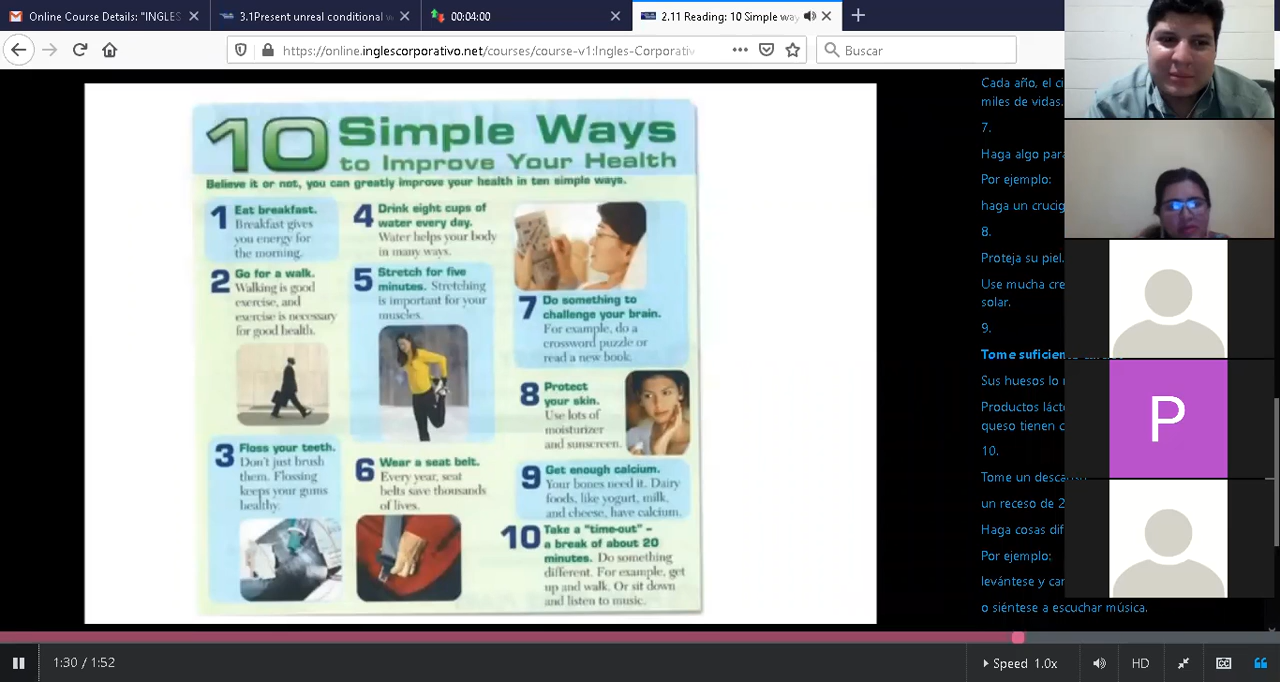 Online Course Details: "INGLES
3.1Present unreal conditional
00:04:00
2.11 Reading: 10 Simple way
https://online.inglescorporativo.net/courses/course-v1:Ingles-Corporativ
Buscar
10 Simple Ways
to Improve Your Health
Believe it or not, you can greatly improve your health in ten simple ways.
1 Eat breakfast.
Breakfast gives
you energy for
the morning.
2 Go for a walk.
Walking is good
exercise, and
exercise is necessary
for good health.
3 Floss your teeth.
Don't just brush
them. Flossing
keeps your gums
healthy.
4 Drink eight cups of
water every day.
Water helps your body
in many ways.
5 Stretch for five
minutes. Stretching
is important for your
muscles.
6 Wear a seat belt.
Every year, seat
belts save thousands
of lives.
7 Do something to
challenge your brain.
For example, do a
crossword puzzle or
read a new book.
8 Protect
your skin.
Use lots of
moisturizer
and sunscreen.
9 Get enough calcium.
Your bones need it. Dairy
foods, like yogurt, milk,
and cheese, have calcium.
10 Take a "time-out" –
a break of about 20
minutes. Do something
different. For example, get
up and walk. Or sit down
and listen to music.
Cada año, el ci
miles de vidas.
7.
Haga algo para
Por ejemplo:
haga un crucig
8.
Proteja su piel.
Use mucha cre
solar.
9.
Tome suficien
Sus huesos lo
Productos láct
queso tienen c
10.
Tome un descan
un receso de 2
Haga cosas dif
Por ejemplo:
levántese y car
o siéntese a escuchar música.
P
1:30 / 1:52
Speed 1.0x
HD
CC